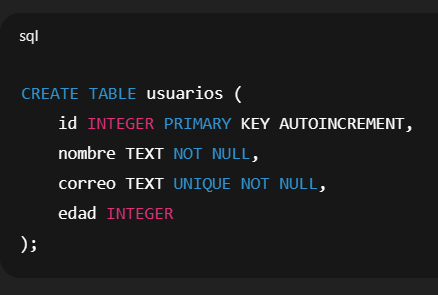 sql
CREATE TABLE usuarios (
    id INTEGER PRIMARY KEY AUTOINCREMENT,
    nombre TEXT NOT NULL,
    correo TEXT UNIQUE NOT NULL,
    edad INTEGER
);